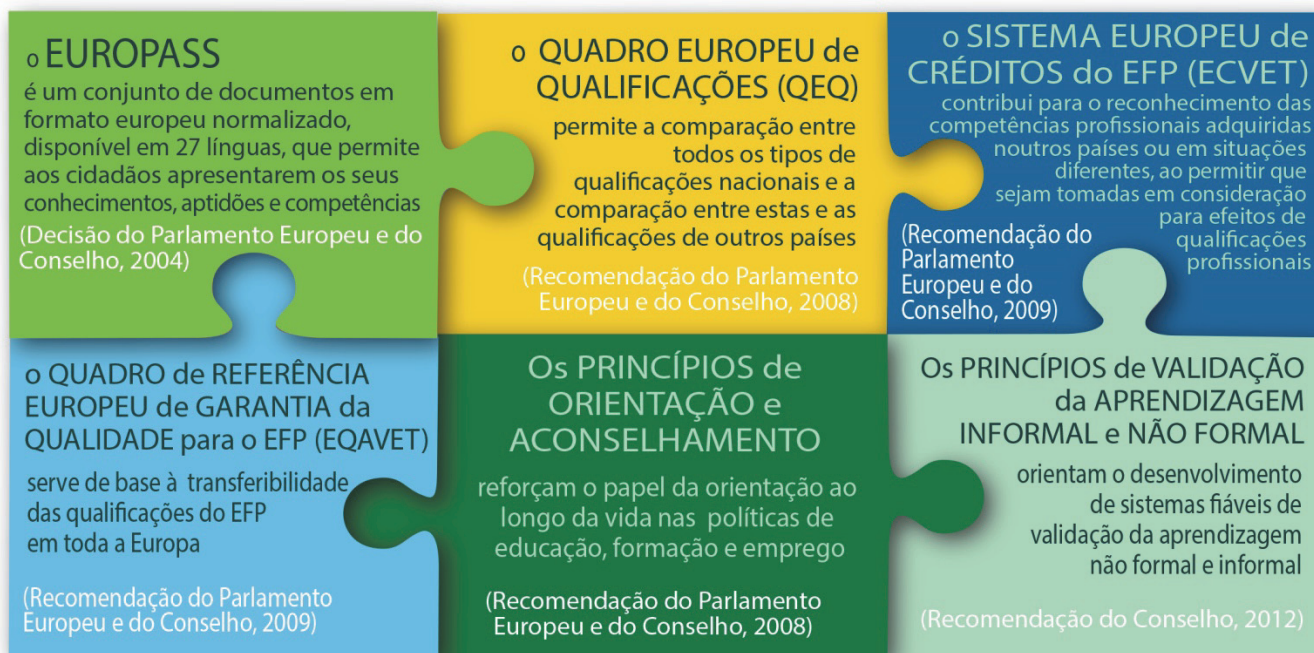 o EUROPASS
é um conjunto de documentos em
formato europeu normalizado,
disponível em 27 línguas, que permite
aos cidadãos apresentarem os seus
conhecimentos, aptidões e competências
(Decisão do Parlamento Europeu e do
Conselho, 2004)
o QUADRO EUROPEU de
QUALIFICAÇÕES (QEQ)
permite a comparação entre
todos os tipos de
qualificações nacionais e a
comparação entre estas e as
qualificações de outros países
(Recomendação do Parlamento
Europeu e do Conselho, 2008)
o SISTEMA EUROPEU de
CRÉDITOS do EFP (ECVET)
contribui para o reconhecimento das
competências profissionais adquiridas
noutros países ou em situações
diferentes, ao permitir que
sejam tomadas em consideração
para efeitos de
qualificações
profissionais
(Recomendação do
Parlamento
Europeu e do
Conselho, 2009)
o QUADRO de REFERÊNCIA
EUROPEU de GARANTIA da
QUALIDADE para o EFP (EQAVET)
serve de base à transferibilidade
das qualificações do EFP
em toda a Europa
(Recomendação do Parlamento
Europeu e do Conselho, 2009)
Os PRINCÍPIOS de
ORIENTAÇÃO e
ACONSELHAMENTO
reforçam o papel da orientação ao
longo da vida nas políticas de
educação, formação e emprego
(Recomendação do Parlamento
Europeu e do Conselho, 2008)
Os PRINCÍPIOS de VALIDAÇÃO
da APRENDIZAGEM
INFORMAL e NÃO FORMAL
orientam o desenvolvimento
de sistemas fiáveis de
validação da aprendizagem
não formal e informal
(Recomendação do Conselho, 2012)